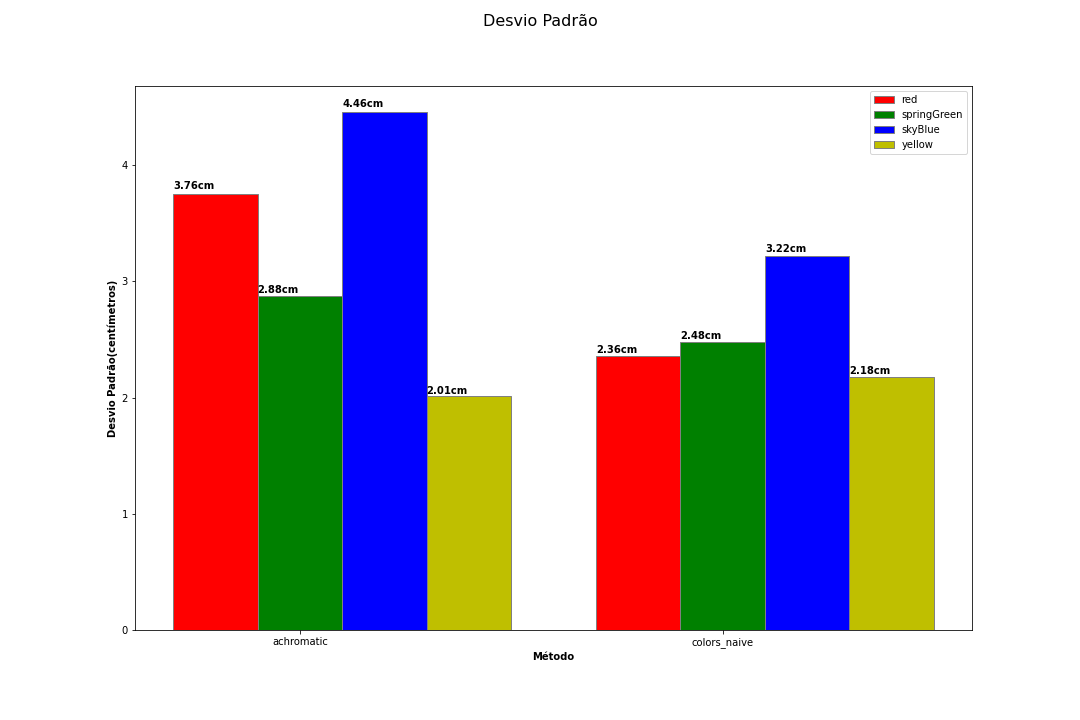 Desvio Padrão
red
springGreen
skyBlue
yellow
4.46cm
3.76cm
2.88cm
2.01cm
3.22cm
2.48cm
2.36cm
2.18cm
Desvio Padrão(centímetros)
4
3
2
1
0
achromatic
colors_naive
Método